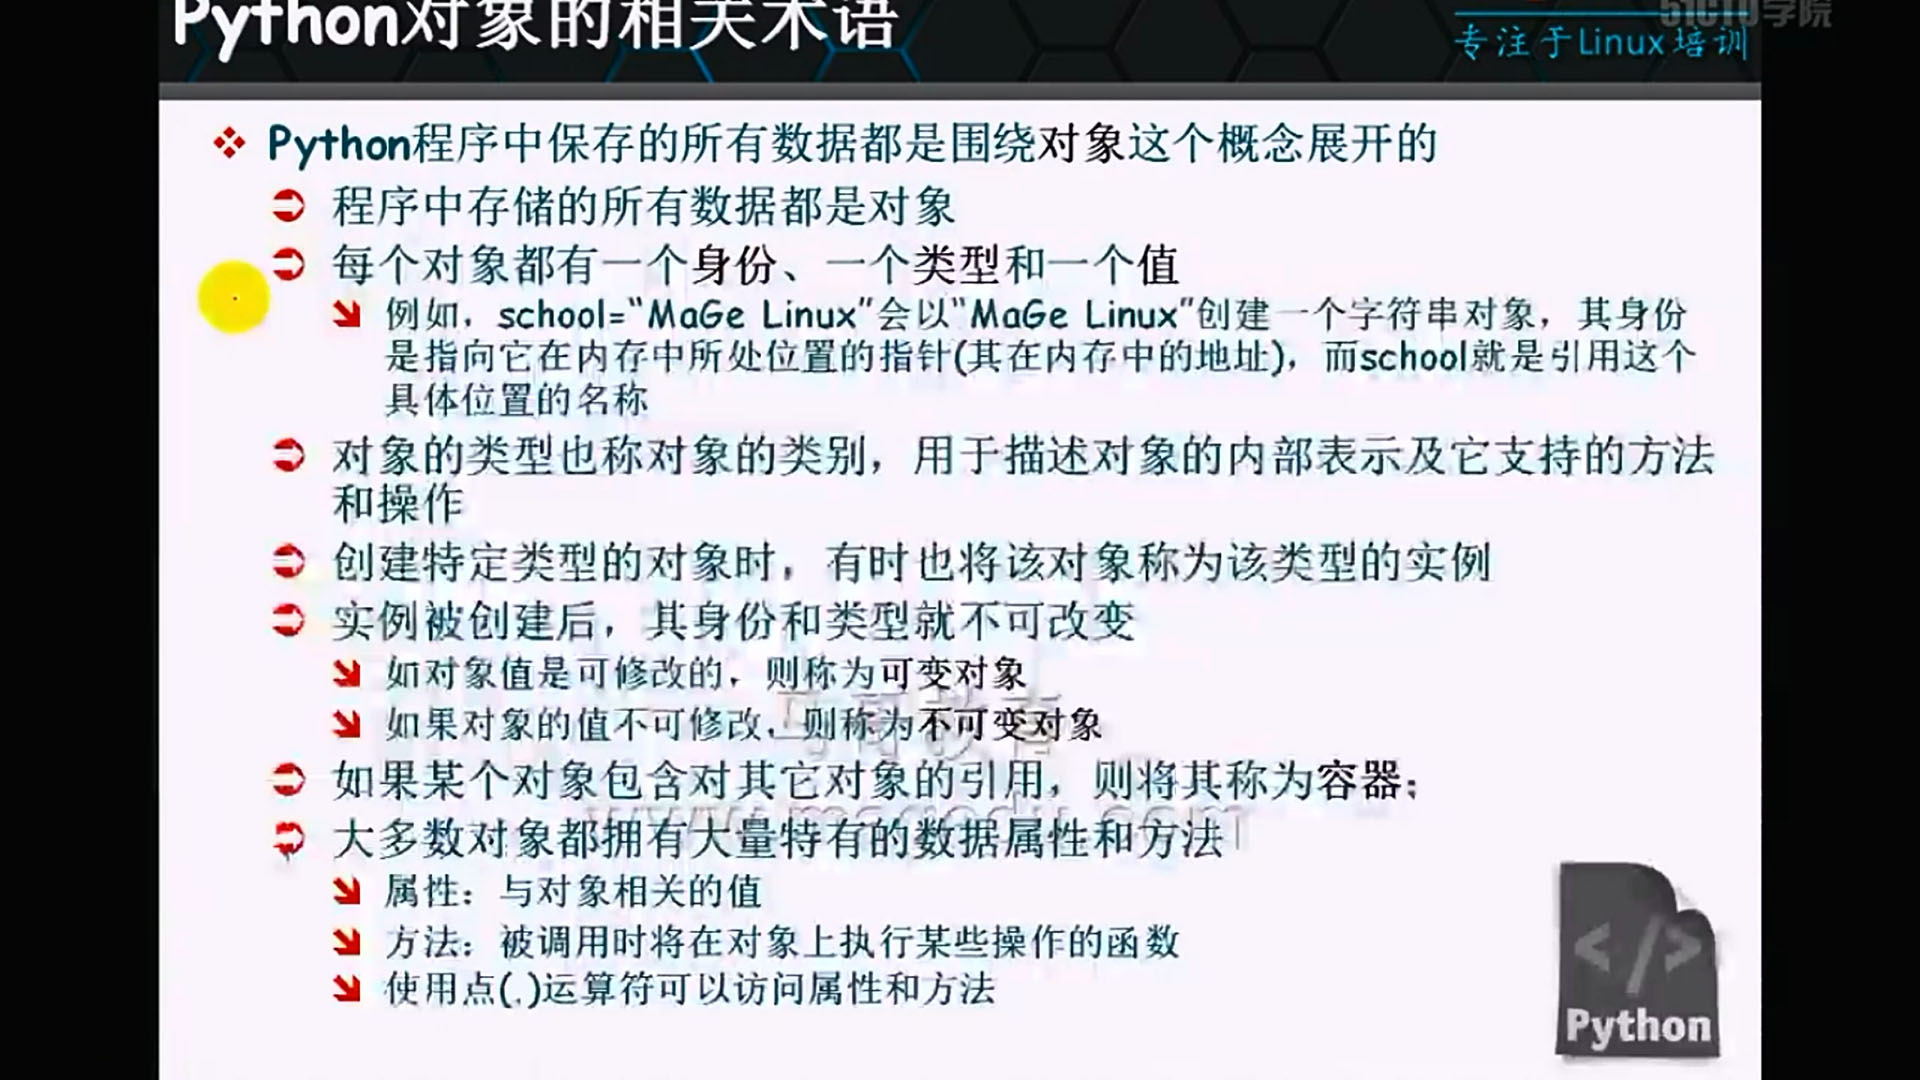 Python对象的相关术语
51CTO学院
专注于Linux培训
Python程序中保存的所有数据都是围绕对象这个概念展开的
程序中存储的所有数据都是对象
每个对象都有一个身份、一个类型和一个值
例如，school=“MaGe Linux”会以“MaGe Linux”创建一个字符串对象，其身份
是指向它在内存中所处位置的指针(其在内存中的地址)，而school就是引用这个
具体位置的名称
对象的类型也称对象的类别，用于描述对象的内部表示及它支持的方法
和操作
创建特定类型的对象时，有时也将该对象称为该类型的实例
实例被创建后，其身份和类型就不可改变
如对象值是可修改的，则称为可变对象
如果对象的值不可修改，则称为不可变对象
如果某个对象包含对其它对象的引用，则将其称为容器；
www.magedu.com
大多数对象都拥有大量特有的数据属性和方法
属性：与对象相关的值
方法：被调用时将在对象上执行某些操作的函数
使用点(.)运算符可以访问属性和方法
</>
Python